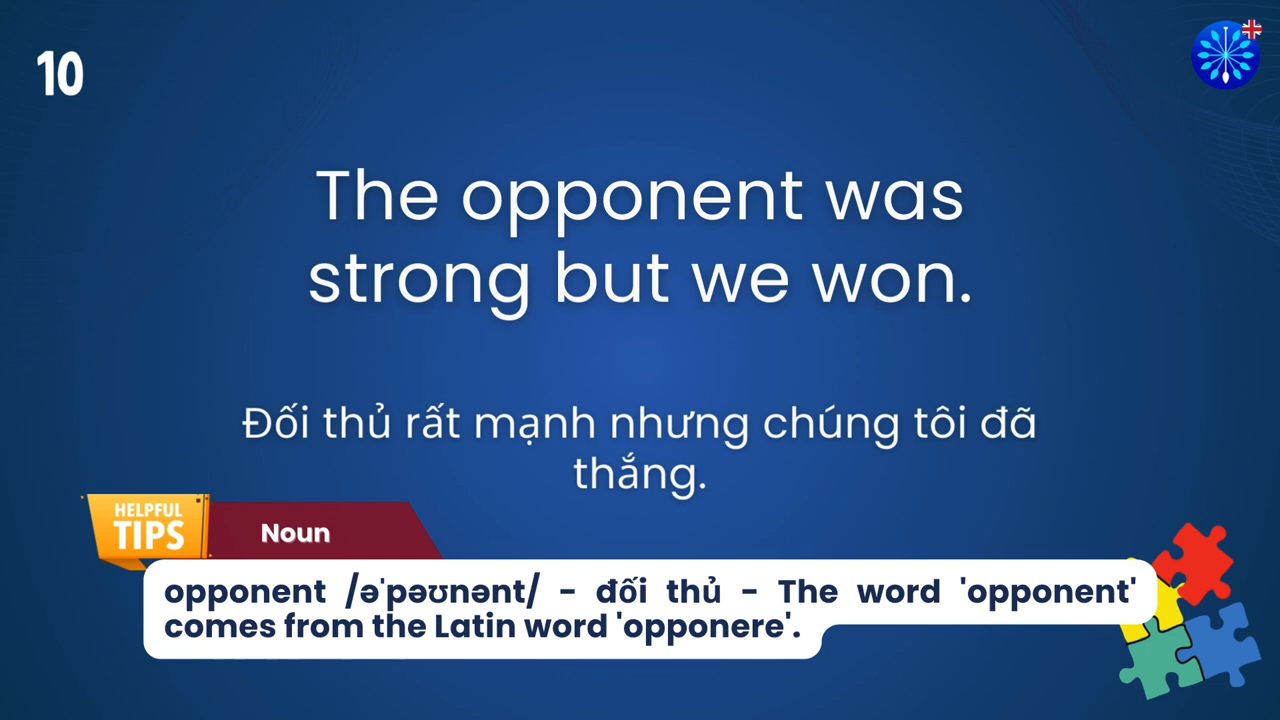 10
The opponent was
strong but we won.
Đối thủ rất mạnh nhưng chúng tôi đã
thắng.
HELPFUL
TIPS
Noun
opponent /əˈpəʊnənt/ - đối thủ - The word 'opponent'
comes from the Latin word 'opponere'.